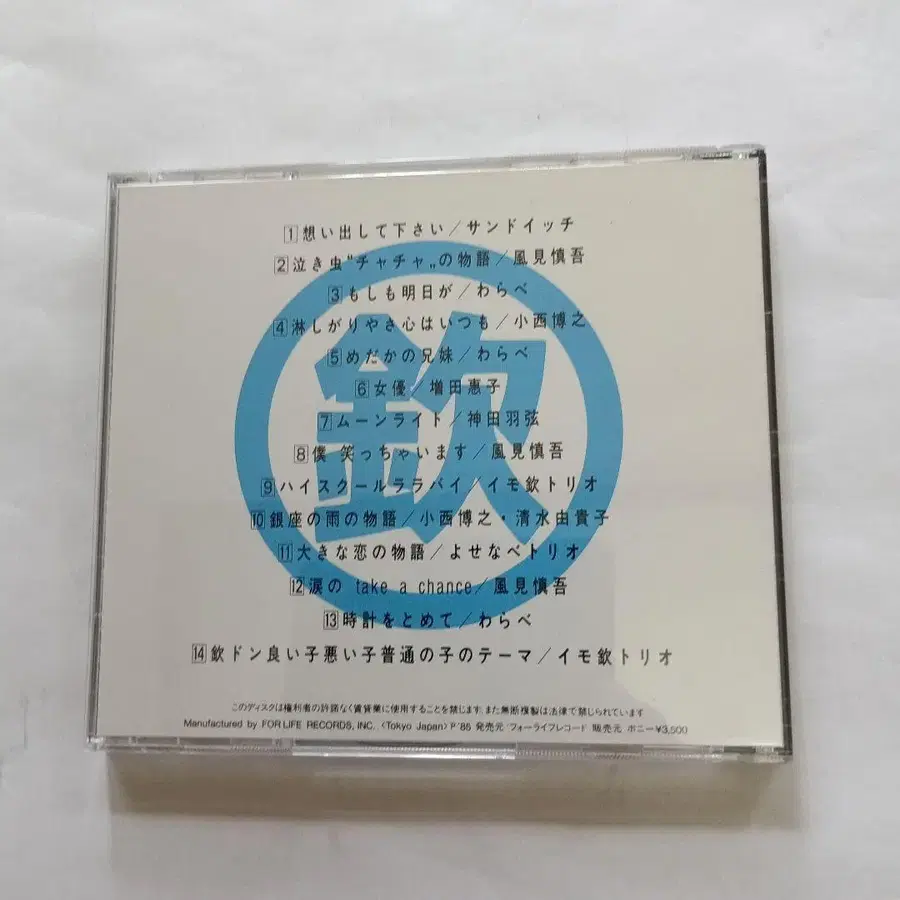 1 想い出して下さい/サンドイッチ
2 泣き虫"チャチャ„の物語/風見慎吾
3 もしも明日が/わらべ
4 淋しがりやさ心はいつも/小西博之
5 めだかの兄妹/わらべ
6 女優/増田惠子
7 ムーンライト/神田羽弦
8 僕 笑っちゃいます/風見慎吾
9 ハイスクールララバイ/イモ欽トリオ
10 銀座の雨の物語/小西博之・清水由貴子
11 大きな恋の物語/よせなべトリオ
12 涙の take a chance/風見慎吾
13 時計をとめて/わらべ
14 欽ドン良い子悪い子普通の子のテーマ/イモ欽トリオ
欽
このディスクは権利者の許諾なく賃貸業に使用することを禁じます。また無断複製は法律で禁じられています
Manufactured by FOR LIFE RECORDS, INC. 〈Tokyo Japan〉 P'85 発売元 フォーライフレコード 販売元 ポニー ¥3,500